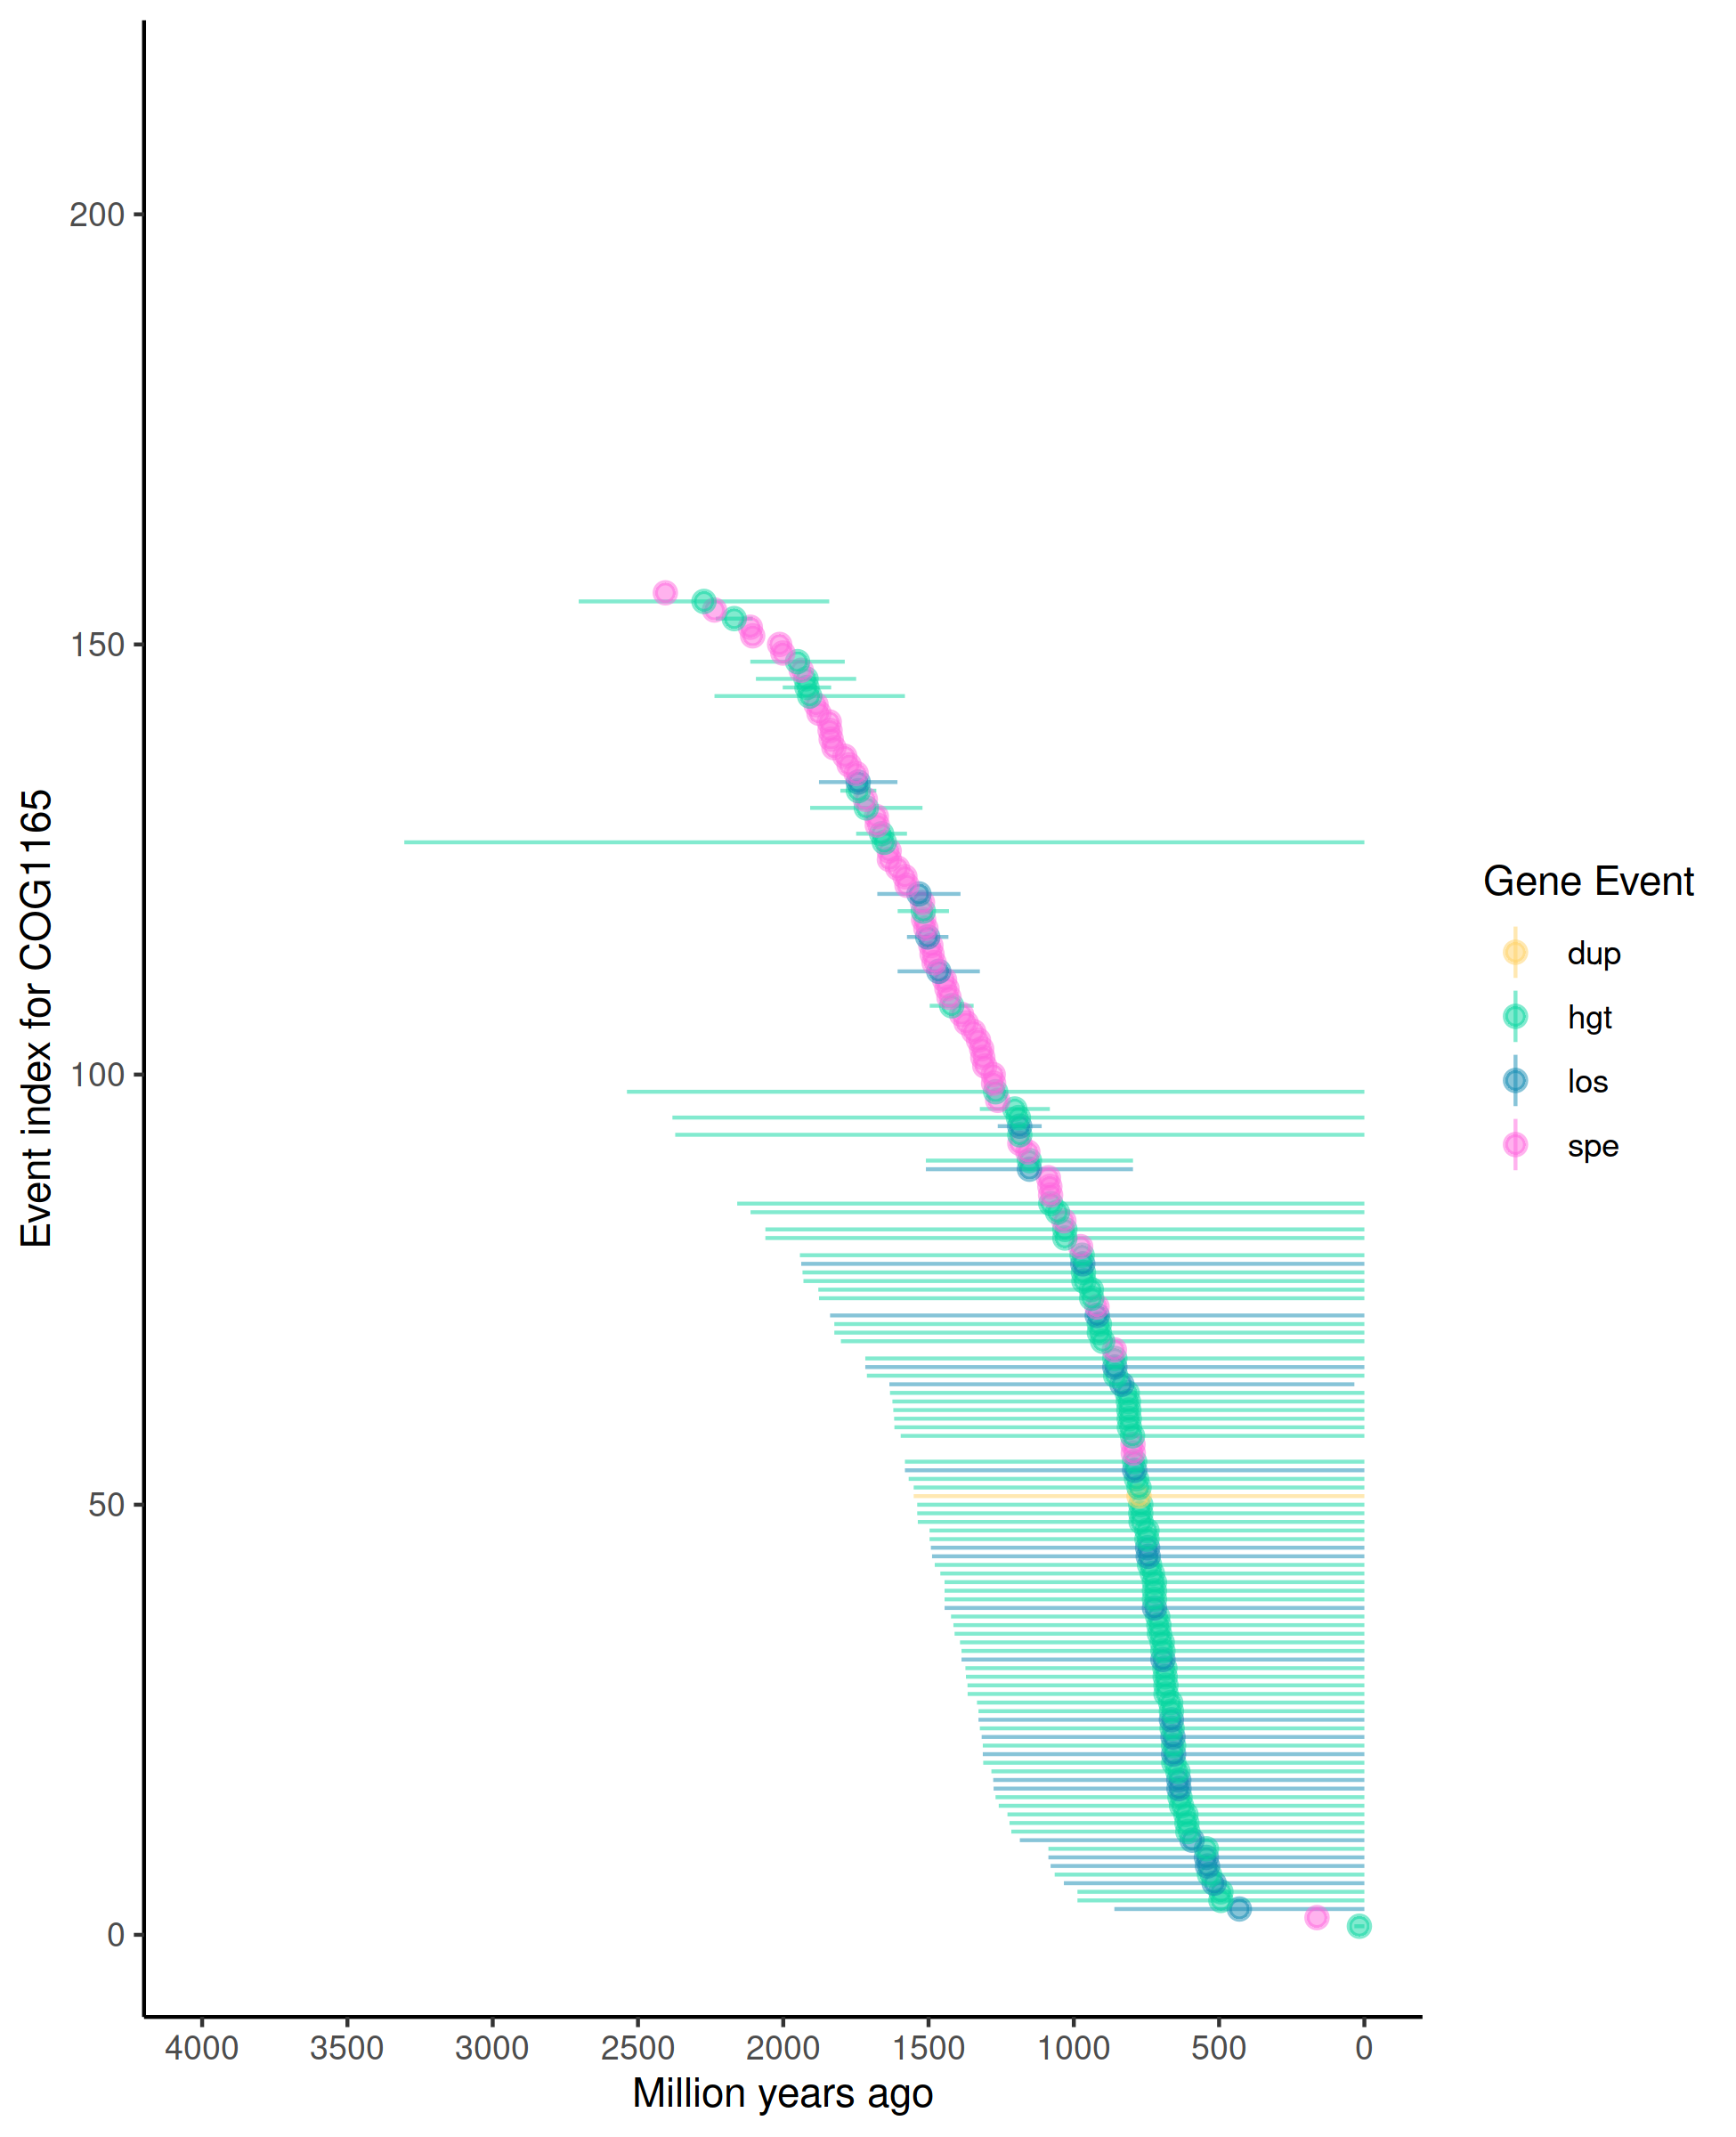 Event index for COG1165
200
150
100
50
0
4000 3500 3000 2500 2000 1500 1000 500 0
Million years ago
Gene Event
dup
hgt
los
spe